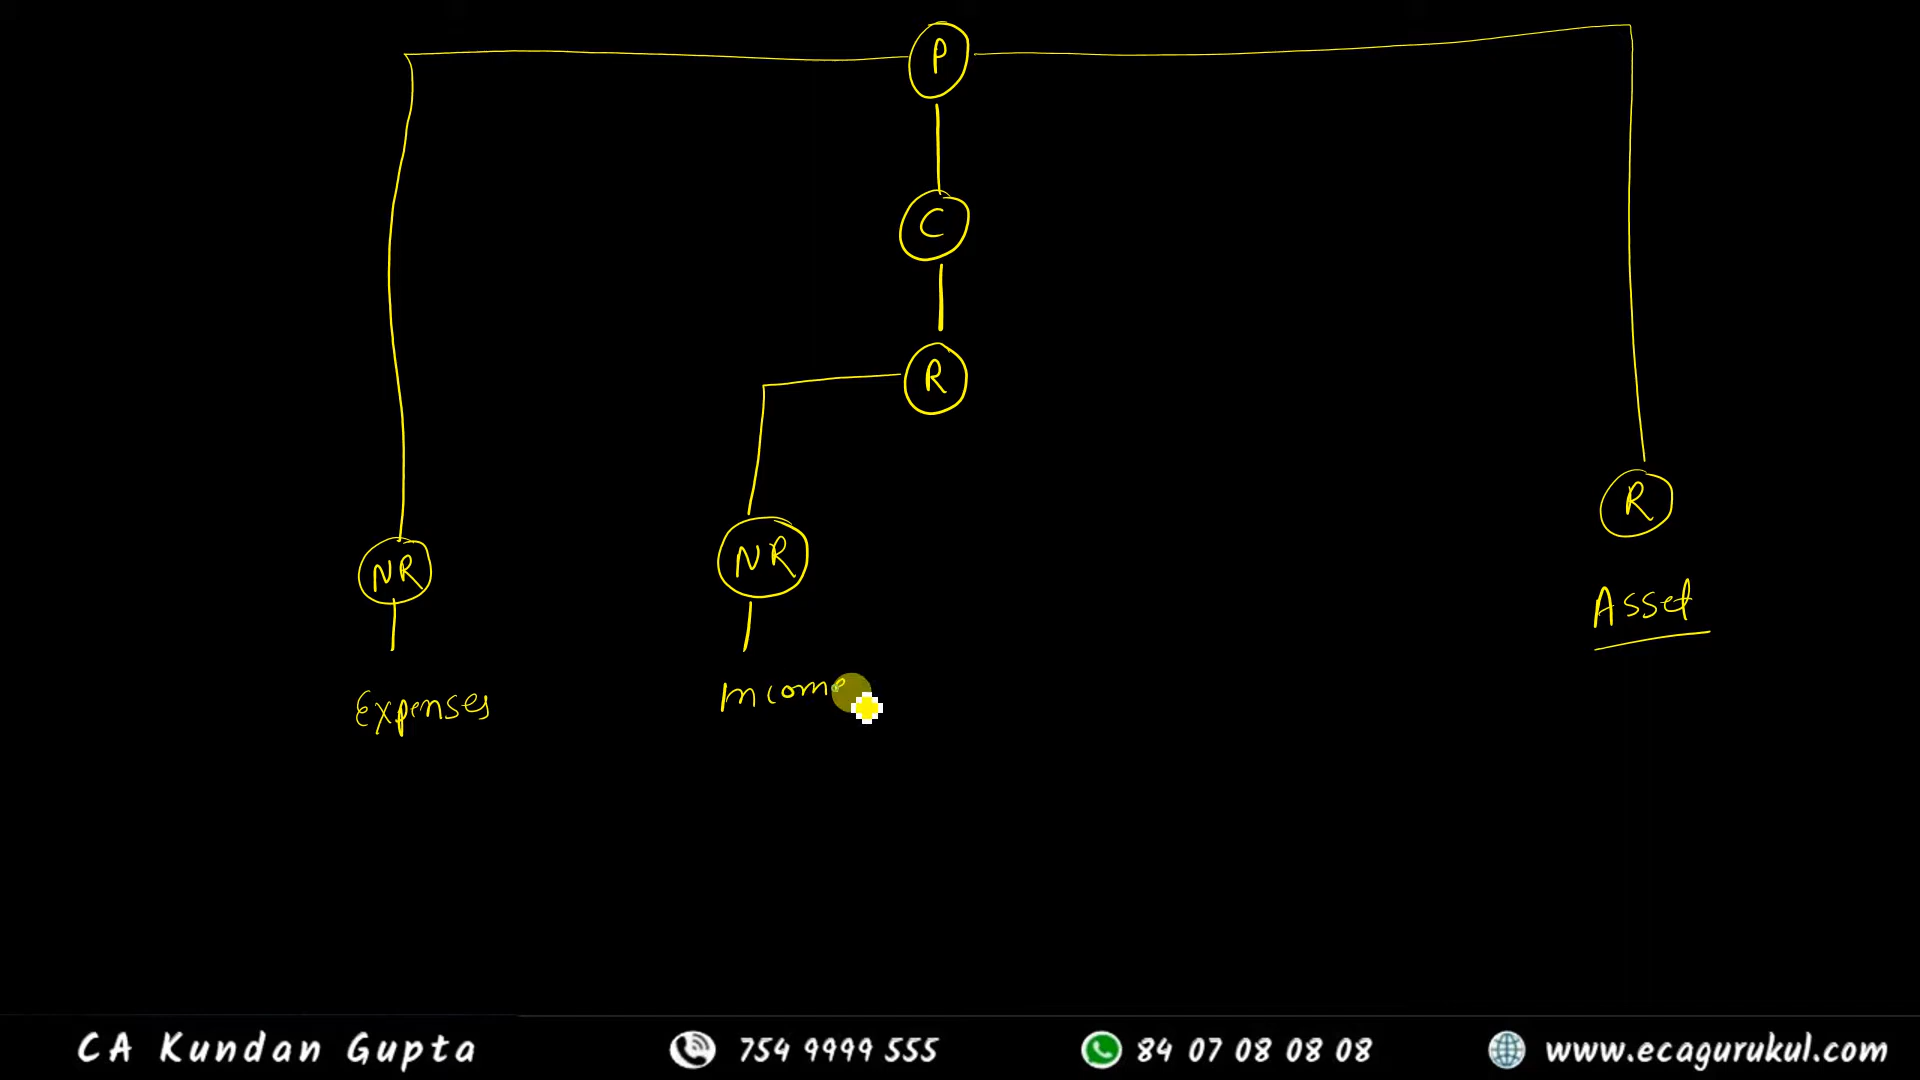 P
C
R
NR
NR
R
Asset
Expenses
Income
CA Kundan Gupta
754 9999 555
84 07 08 08 08
www.ecagurukul.com